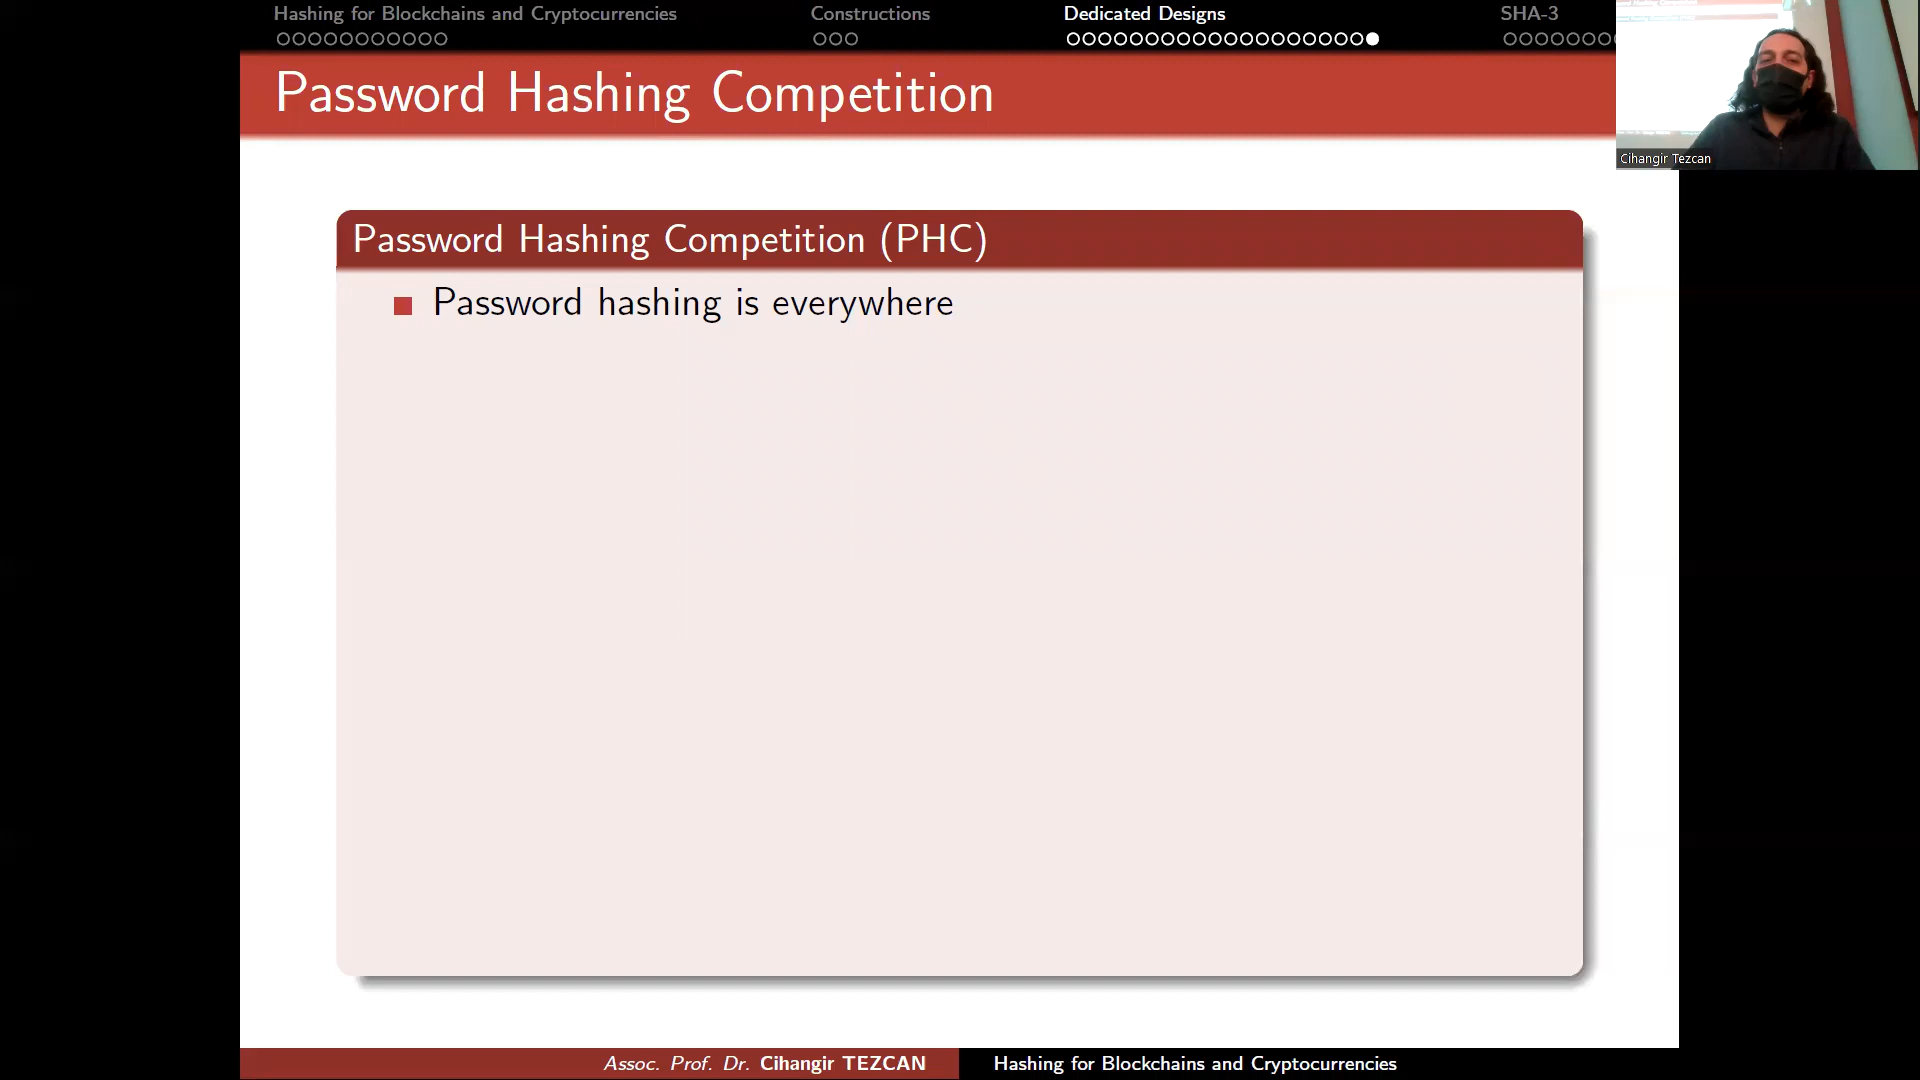 Hashing for Blockchains and Cryptocurrencies
Constructions
Dedicated Designs
SHA-3
Password Hashing Competition
Cihangir Tezcan
Password Hashing Competition (PHC)
Password hashing is everywhere
Assoc. Prof. Dr. Cihangir TEZCAN
Hashing for Blockchains and Cryptocurrencies